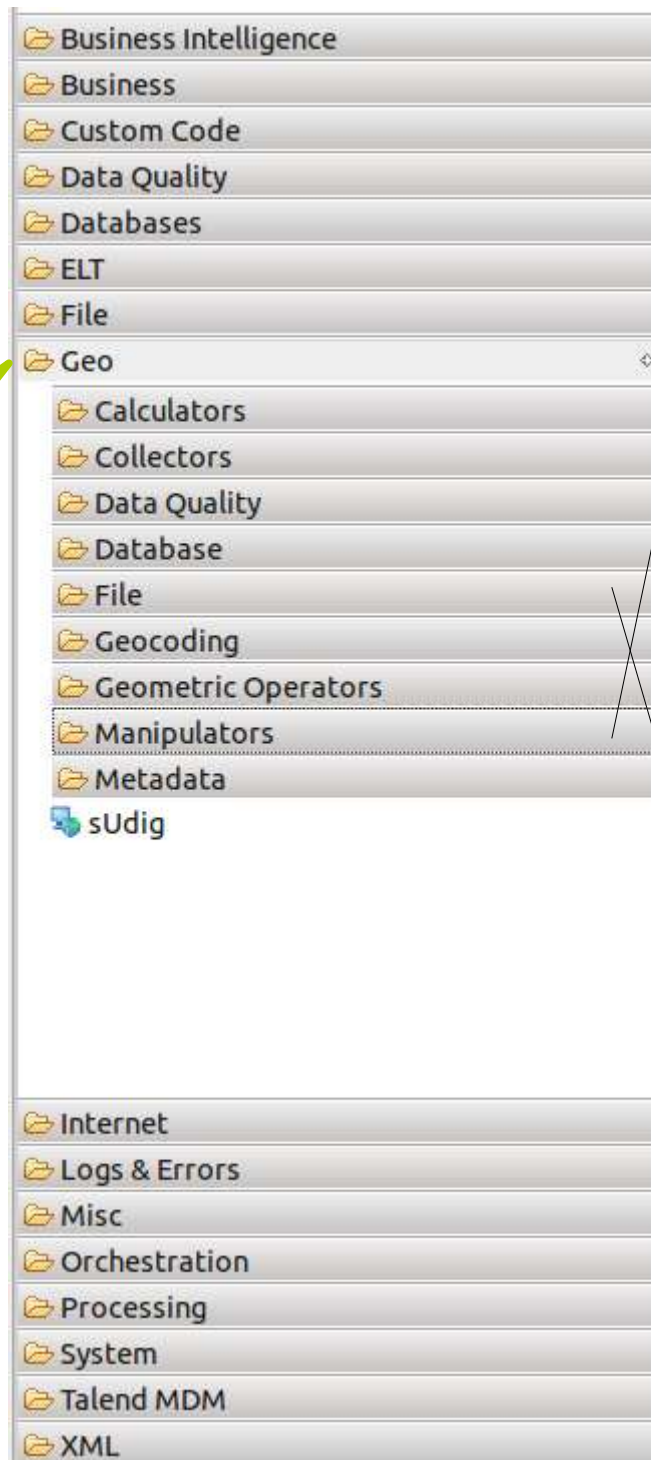 Business Intelligence
Business
Custom Code
Data Quality
Databases
ELT
File
Geo
Calculators
Collectors
Data Quality
Database
File
Geocoding
Geometric Operators
Manipulators
Metadata
sUdig
Internet
Logs & Errors
Misc
Orchestration
Processing
System
Talend MDM
XML